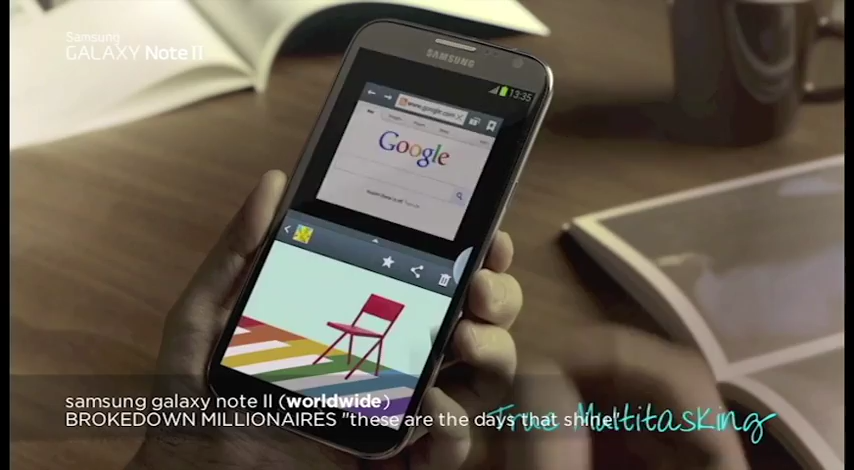 Samsung
GALAXY Note II
SAMSUNG
13:35
www.google.com
Google
samsung galaxy note II (worldwide)
BROKEDOWN MILLIONAIRES "these are the days that shine"
True Multitasking